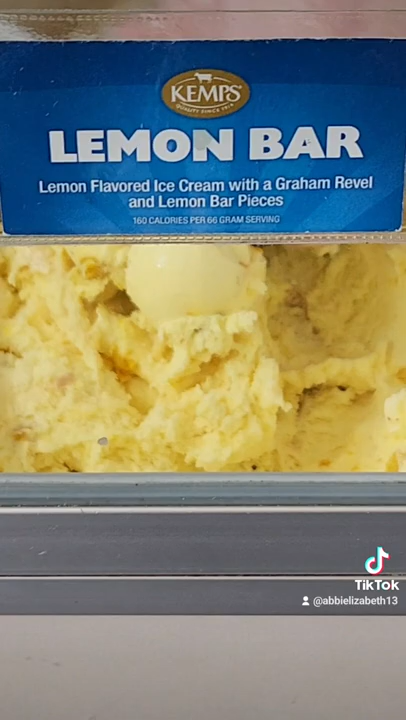 KEMPS
QUALITY SINCE 1914
LEMON BAR
Lemon Flavored Ice Cream with a Graham Revel
and Lemon Bar Pieces
160 CALORIES PER 66 GRAM SERVING
TikTok
@abbielizabeth13